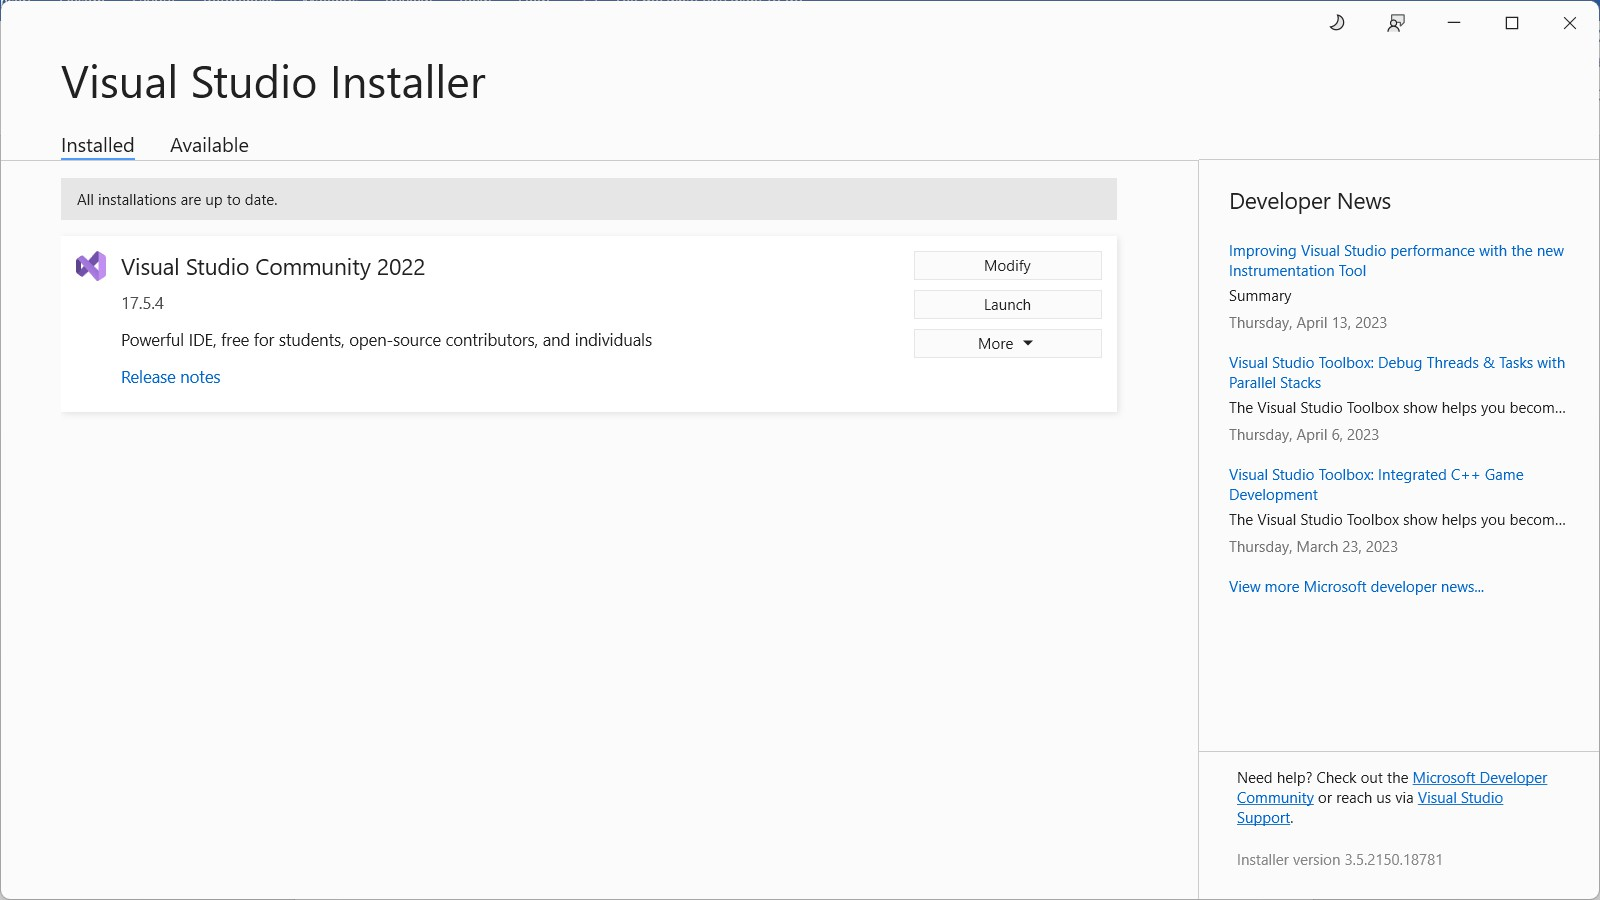 Visual Studio Installer
Installed
Available
All installations are up to date.
Visual Studio Community 2022
17.5.4
Powerful IDE, free for students, open-source contributors, and individuals
Release notes
Modify
Launch
More
Developer News
Improving Visual Studio performance with the new
Instrumentation Tool
Summary
Thursday, April 13, 2023
Visual Studio Toolbox: Debug Threads & Tasks with
Parallel Stacks
The Visual Studio Toolbox show helps you becom...
Thursday, April 6, 2023
Visual Studio Toolbox: Integrated C++ Game
Development
The Visual Studio Toolbox show helps you becom...
Thursday, March 23, 2023
View more Microsoft developer news...
Need help? Check out the Microsoft Developer
Community or reach us via Visual Studio
Support.
Installer version 3.5.2150.18781